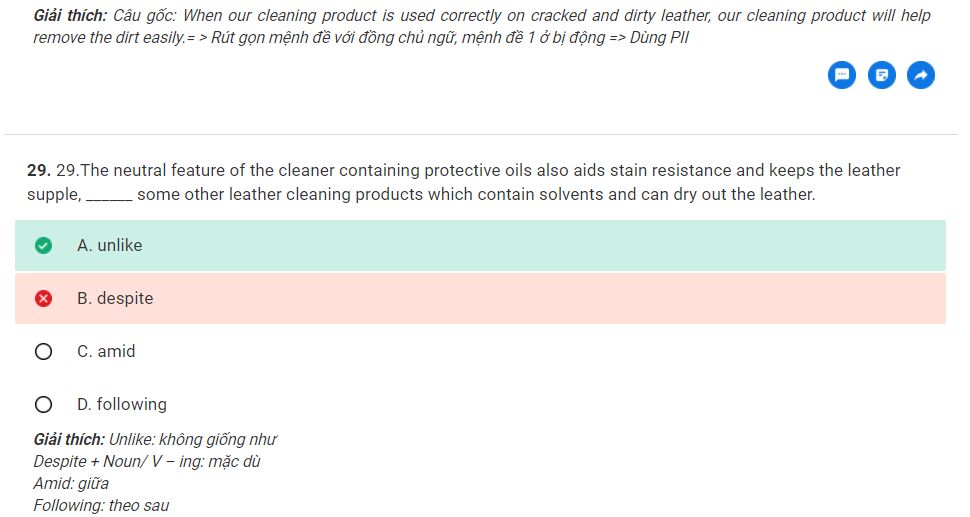 Giải thích: Câu gốc: When our cleaning product is used correctly on cracked and dirty leather, our cleaning product will help
remove the dirt easily.= > Rút gọn mệnh đề với đồng chủ ngữ, mệnh đề 1 ở bị động => Dùng PII
29. 29.The neutral feature of the cleaner containing protective oils also aids stain resistance and keeps the leather
supple, ______ some other leather cleaning products which contain solvents and can dry out the leather.
A. unlike
B. despite
C. amid
D. following
Giải thích: Unlike: không giống như
Despite + Noun/ V – ing: mặc dù
Amid: giữa
Following: theo sau